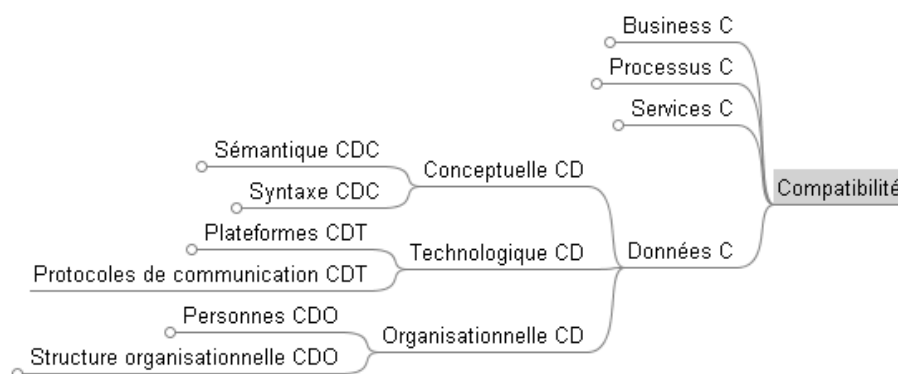 Business C
Processus C
Services C
Sémantique CDC
Conceptuelle CD
Syntaxe CDC
Compatibilité
Plateformes CDT
Technologique CD
Données C
Protocoles de communication CDT
Personnes CDO
Organisationnelle CD
Structure organisationnelle CDO